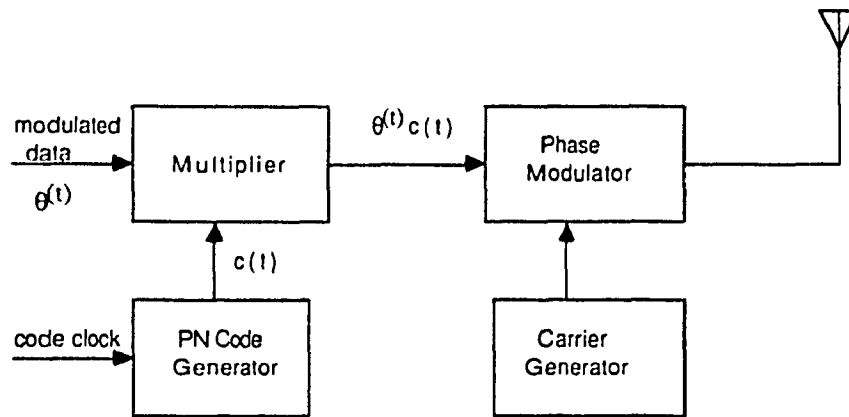 modulated
data
θ(t)
Multiplier
θ(t) c(t)
Phase
Modulator
c(t)
code clock
PN Code
Generator
Carrier
Generator